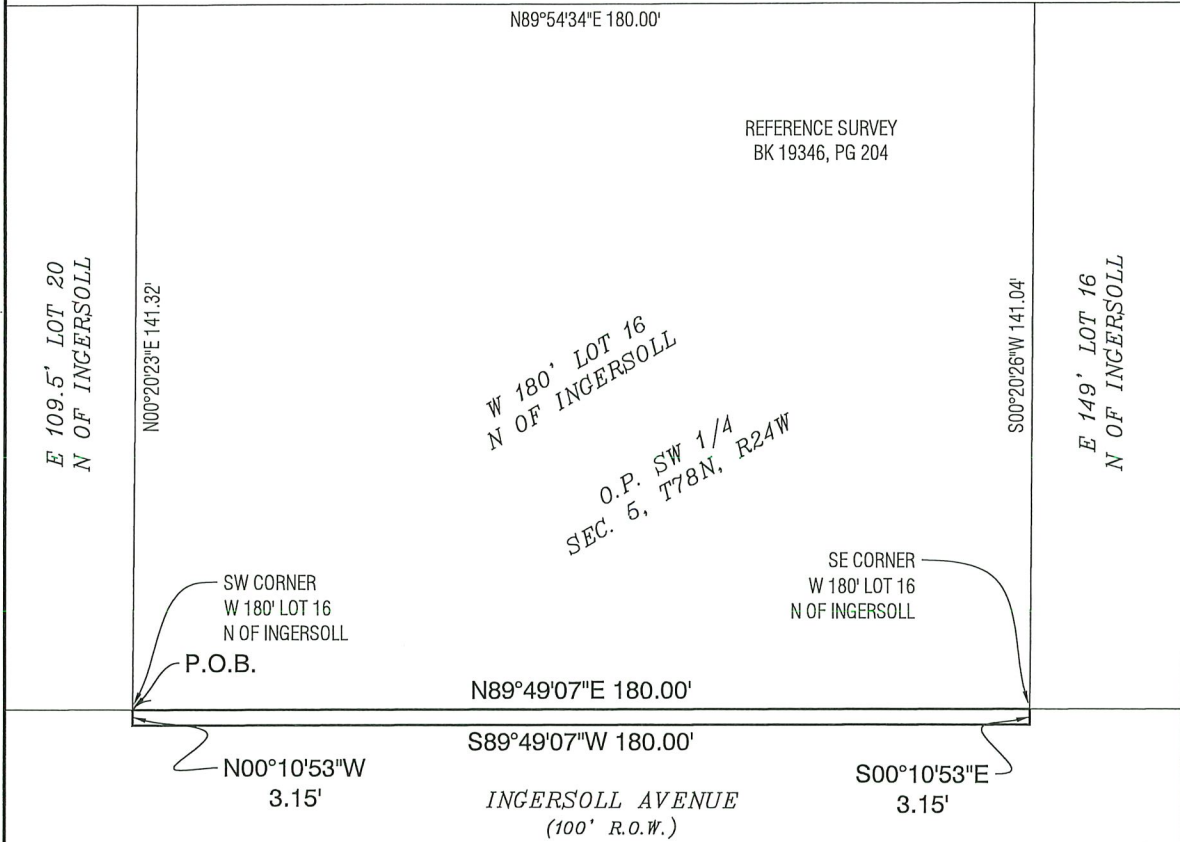 N89°54'34"E 180.00'
REFERENCE SURVEY
BK 19346, PG 204
E 109.5' LOT 20
N OF INGERSOLL
N00°20'23"E 141.32'
W 180' LOT 16
N OF INGERSOLL
O.P. SW 1/4
SEC. 5, T78N, R24W
S00°20'26"W 141.04'
E 149' LOT 16
N OF INGERSOLL
SW CORNER
W 180' LOT 16
N OF INGERSOLL
P.O.B.
SE CORNER
W 180' LOT 16
N OF INGERSOLL
N89°49'07"E 180.00'
S89°49'07"W 180.00'
N00°10'53"W
3.15'
S00°10'53"E
3.15'
INGERSOLL AVENUE
(100' R.O.W.)